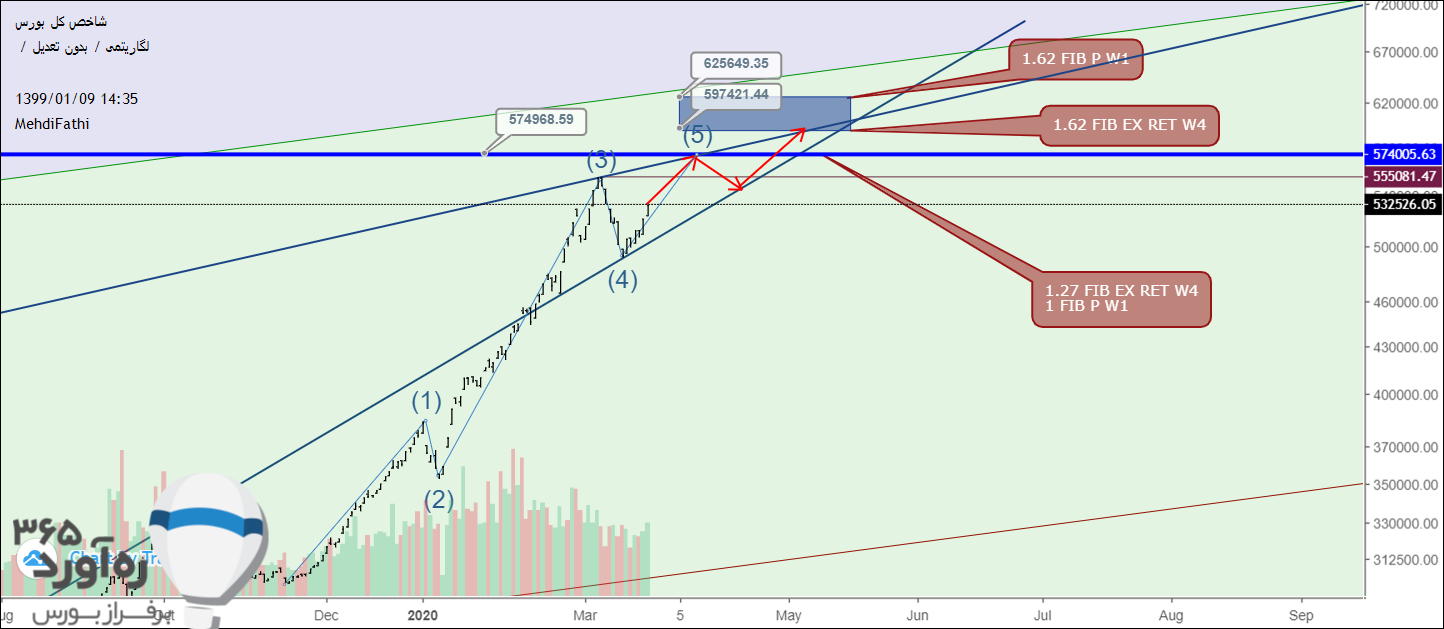 شاخص کل بورس
لگاریتمی / بدون تعدیل /
1399/01/09 14:35
MehdiFathi
625649.35
597421.44
574968.59
1.62 FIB P W1
1.62 FIB EX RET W4
1.27 FIB EX RET W4
1 FIB P W1
(1)
(2)
(3)
(4)
(5)
720000.00
670000.00
620000.00
574005.63
555081.47
532526.05
500000.00
460000.00
430000.00
400000.00
370000.00
350000.00
330000.00
312500.00
ره‌آورد ۳۶۵
فراز بورس
Oct
Dec
2020
Mar
5
May
Jun
Jul
Aug
Sep